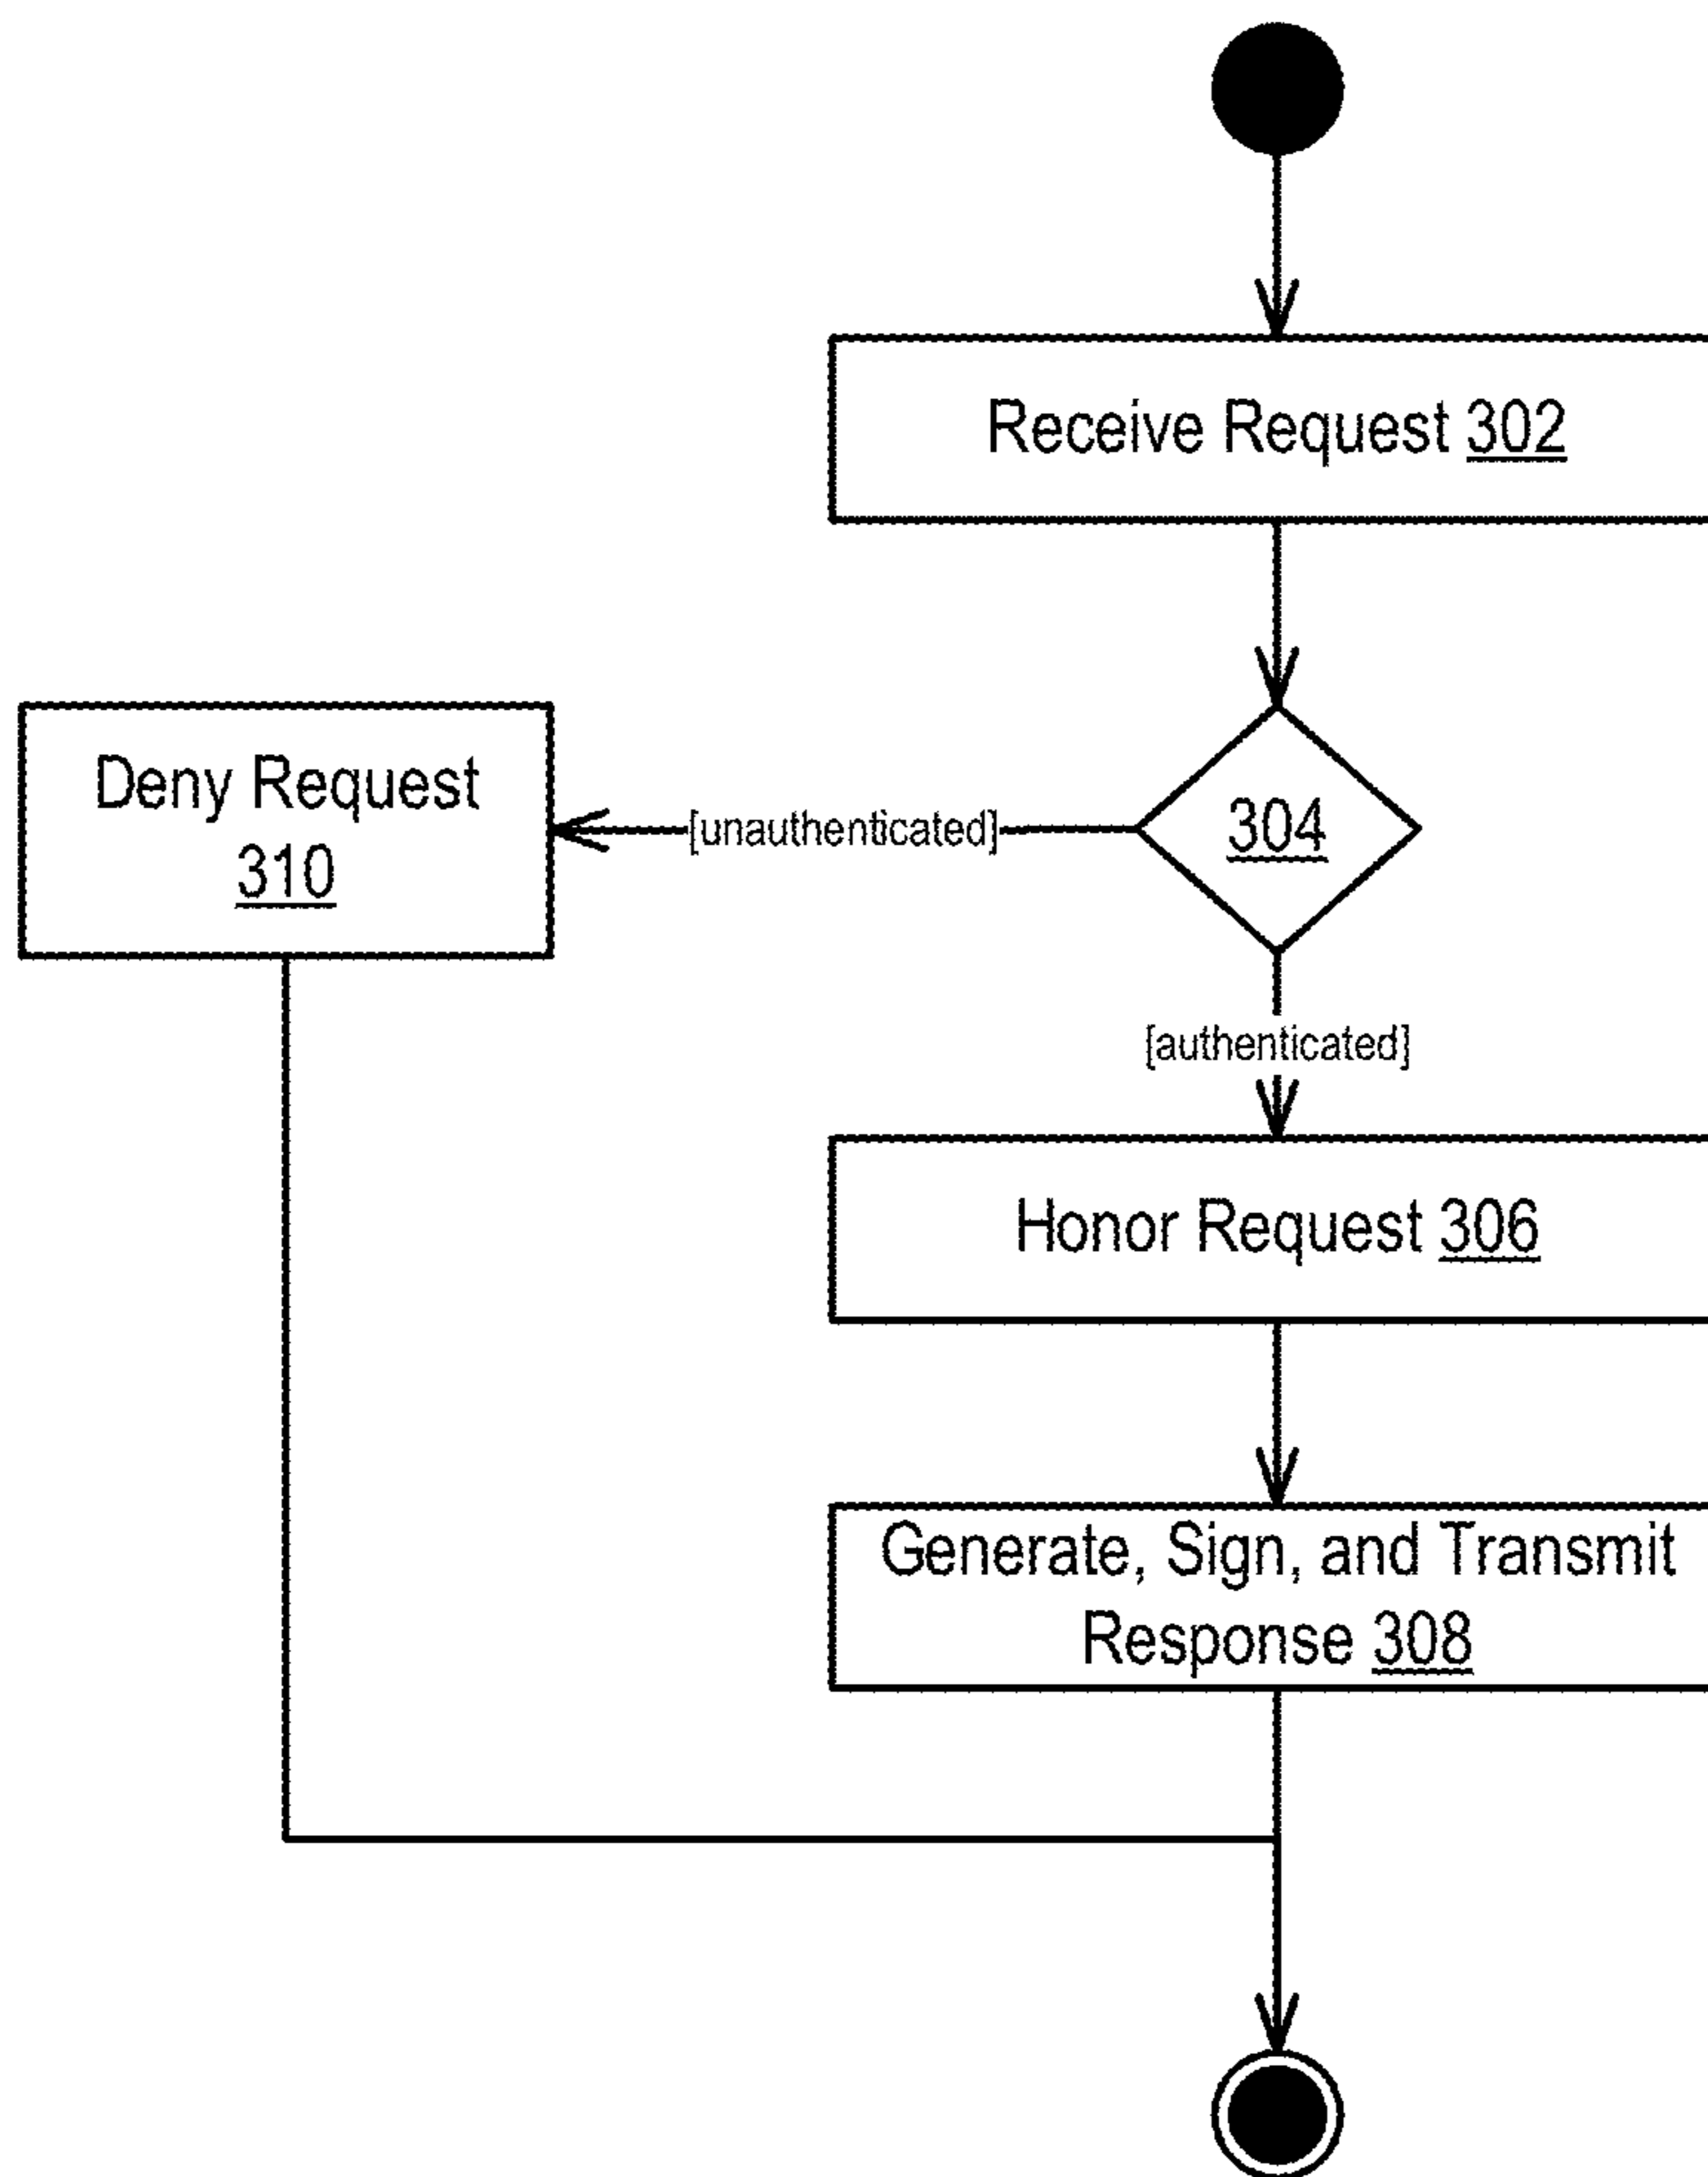 Receive Request 302
Deny Request
310
[unauthenticated]
304
[authenticated]
Honor Request 306
Generate, Sign, and Transmit
Response 308